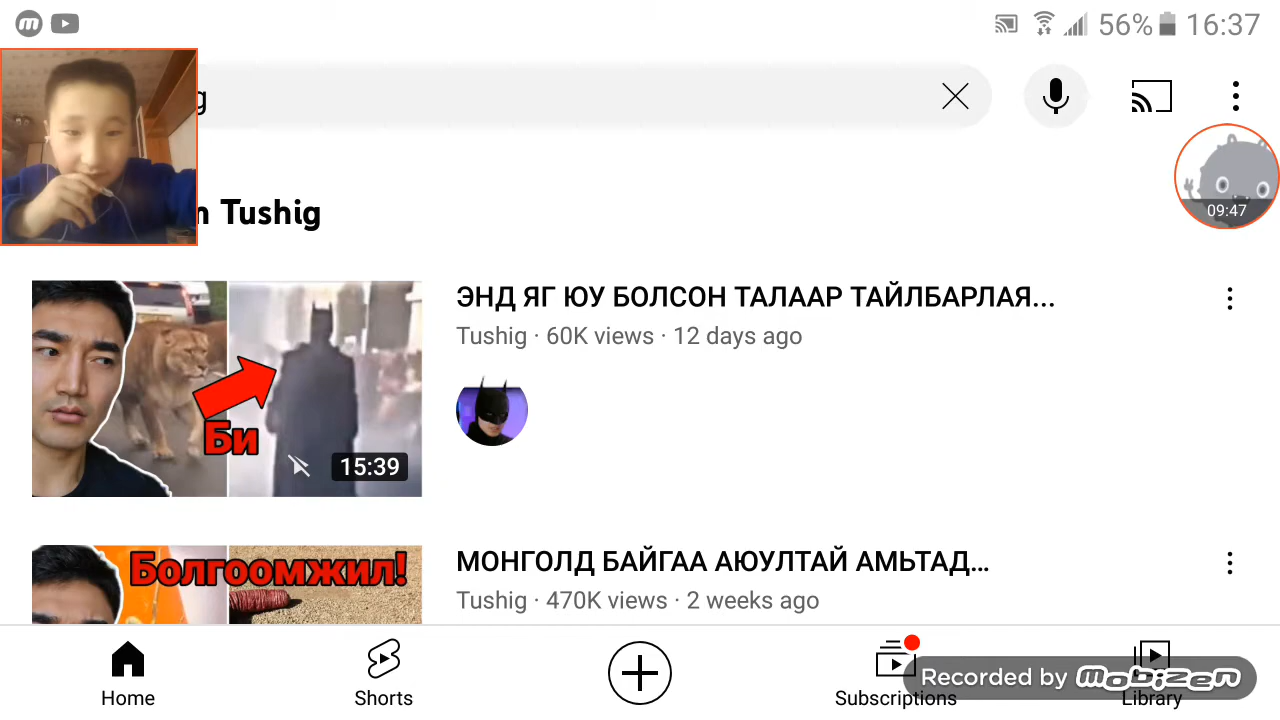 56% 16:37
g
09:47
n Tushig
ЭНД ЯГ ЮУ БОЛСОН ТАЛААР ТАЙЛБАРЛАЯ...
Tushig · 60K views · 12 days ago
Би
15:39
Болгоомжил!
МОНГОЛД БАЙГАА АЮУЛТАЙ АМЬТАД...
Tushig · 470K views · 2 weeks ago
Home
Shorts
Subscriptions
Library
Recorded by mobizen